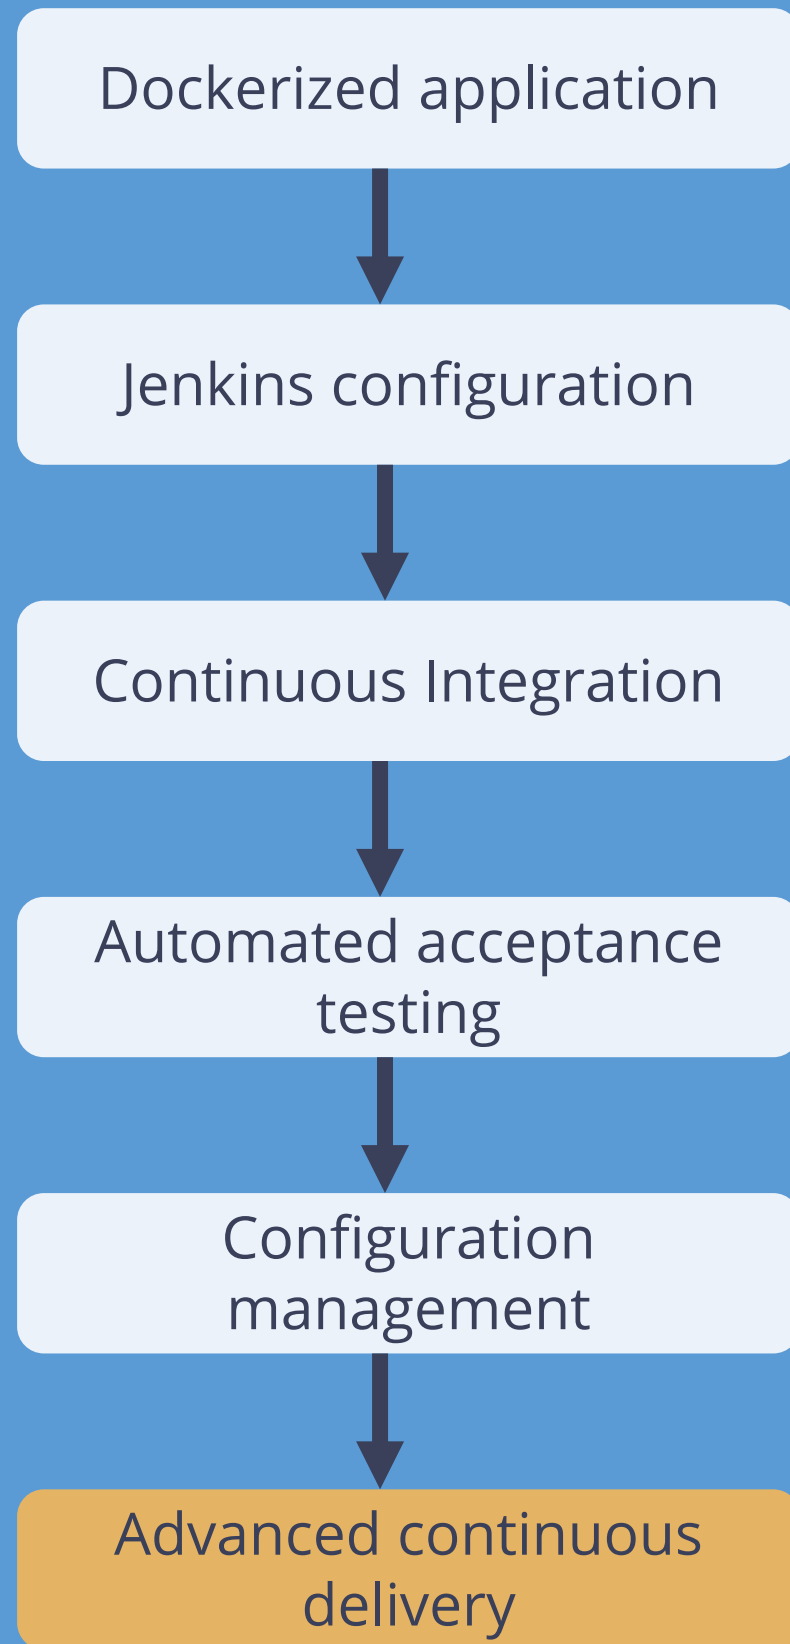 Dockerized application
Jenkins configuration
Continuous Integration
Automated acceptance
testing
Configuration
management
Advanced continuous
delivery